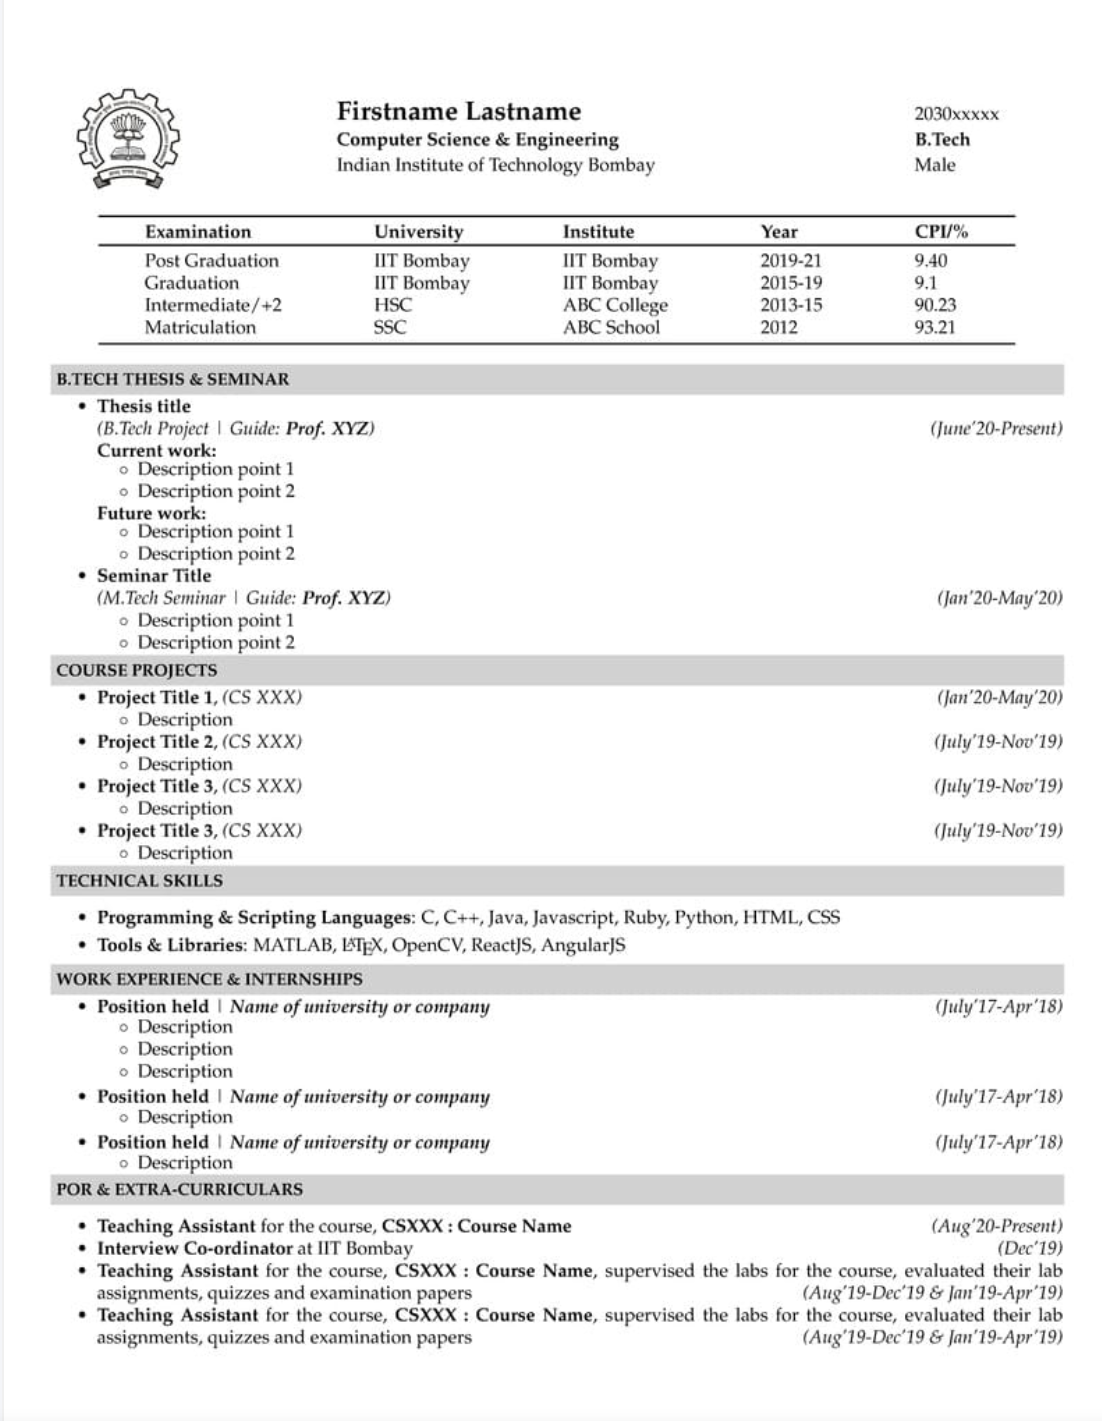 Firstname Lastname 2030xxxxx
Computer Science & Engineering B.Tech
Indian Institute of Technology Bombay Male
Examination University Institute Year CPI/%
Post Graduation IIT Bombay IIT Bombay 2019-21 9.40
Graduation IIT Bombay IIT Bombay 2015-19 9.1
Intermediate/+2 HSC ABC College 2013-15 90.23
Matriculation SSC ABC School 2012 93.21
B.TECH THESIS & SEMINAR
• Thesis title
(B.Tech Project | Guide: Prof. XYZ) (June'20-Present)
Current work:
◦ Description point 1
◦ Description point 2
Future work:
◦ Description point 1
◦ Description point 2
• Seminar Title
(M.Tech Seminar | Guide: Prof. XYZ) (Jan'20-May'20)
◦ Description point 1
◦ Description point 2
COURSE PROJECTS
• Project Title 1, (CS XXX) (Jan'20-May'20)
◦ Description
• Project Title 2, (CS XXX) (July'19-Nov'19)
◦ Description
• Project Title 3, (CS XXX) (July'19-Nov'19)
◦ Description
• Project Title 3, (CS XXX) (July'19-Nov'19)
◦ Description
TECHNICAL SKILLS
• Programming & Scripting Languages: C, C++, Java, Javascript, Ruby, Python, HTML, CSS
• Tools & Libraries: MATLAB, LATEX, OpenCV, ReactJS, AngularJS
WORK EXPERIENCE & INTERNSHIPS
• Position held | Name of university or company (July'17-Apr'18)
◦ Description
◦ Description
◦ Description
• Position held | Name of university or company (July'17-Apr'18)
◦ Description
• Position held | Name of university or company (July'17-Apr'18)
◦ Description
POR & EXTRA-CURRICULARS
• Teaching Assistant for the course, CSXXX : Course Name (Aug'20-Present)
• Interview Co-ordinator at IIT Bombay (Dec'19)
• Teaching Assistant for the course, CSXXX : Course Name, supervised the labs for the course, evaluated their lab
assignments, quizzes and examination papers (Aug'19-Dec'19 & Jan'19-Apr'19)
• Teaching Assistant for the course, CSXXX : Course Name, supervised the labs for the course, evaluated their lab
assignments, quizzes and examination papers (Aug'19-Dec'19 & Jan'19-Apr'19)